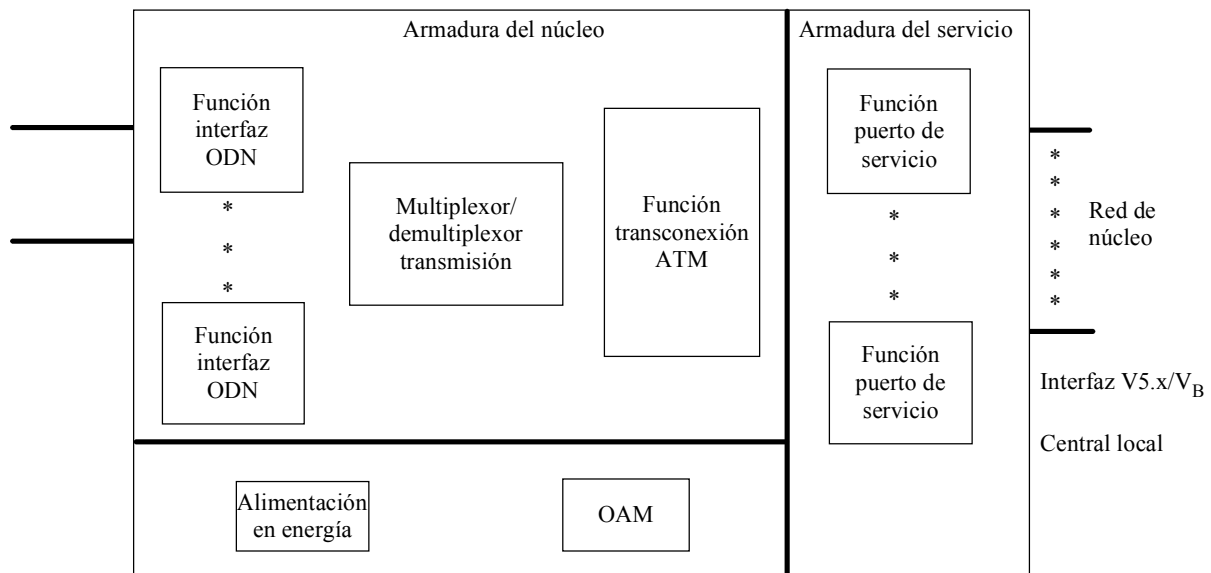 Armadura del núcleo
Armadura del servicio
Función
interfaz
ODN
*
*
*
Función
interfaz
ODN
Multiplexor/
demultiplexor
transmisión
Función
transconexión
ATM
Función
puerto de
servicio
*
*
*
Función
puerto de
servicio
*
*
*
*
*
*
Red de
núcleo
Interfaz V5.x/VB
Central local
Alimentación
en energía
OAM